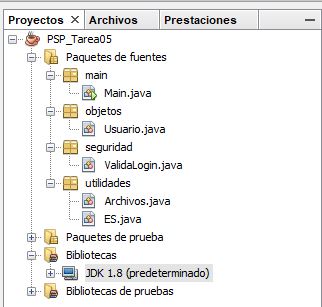 Proyectos Archivos Prestaciones
PSP_Tarea05
Paquetes de fuentes
main
Main.java
objetos
Usuario.java
seguridad
ValidaLogin.java
utilidades
Archivos.java
ES.java
Paquetes de prueba
Bibliotecas
JDK 1.8 (predeterminado)
Bibliotecas de pruebas